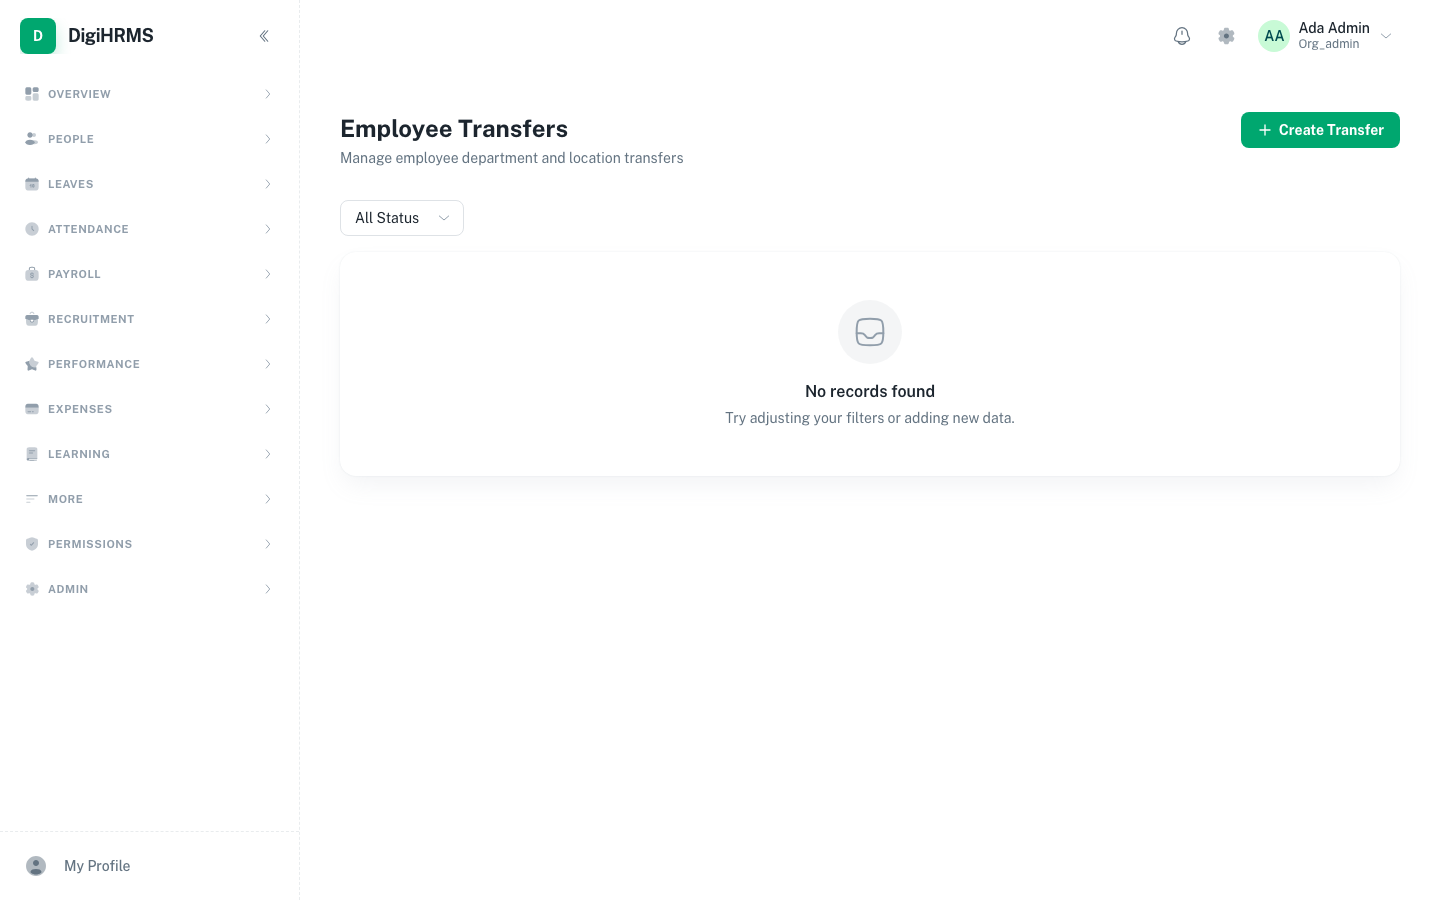 D
DigiHRMS
OVERVIEW
PEOPLE
LEAVES
ATTENDANCE
PAYROLL
RECRUITMENT
PERFORMANCE
EXPENSES
LEARNING
MORE
PERMISSIONS
ADMIN
My Profile
AA
Ada Admin
Org_admin
Employee Transfers
Manage employee department and location transfers
Create Transfer
All Status
No records found
Try adjusting your filters or adding new data.